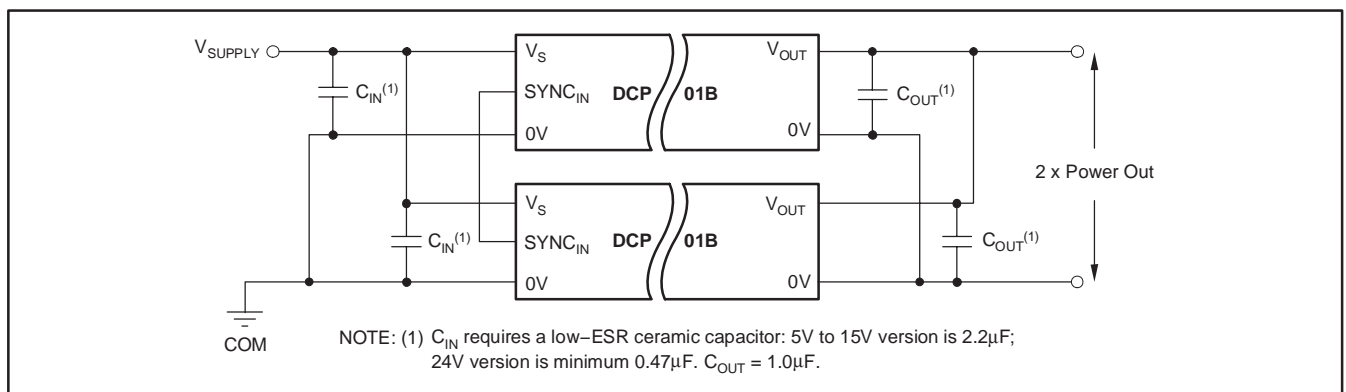 VSUPPLY
VS
VOUT
CIN(1)
SYNCIN
DCP
01B
COUT(1)
0V
0V
2 x Power Out
VS
VOUT
CIN(1)
SYNCIN
DCP
01B
COUT(1)
0V
0V
COM
NOTE: (1) CIN requires a low−ESR ceramic capacitor: 5V to 15V version is 2.2μF;
24V version is minimum 0.47μF. COUT = 1.0μF.